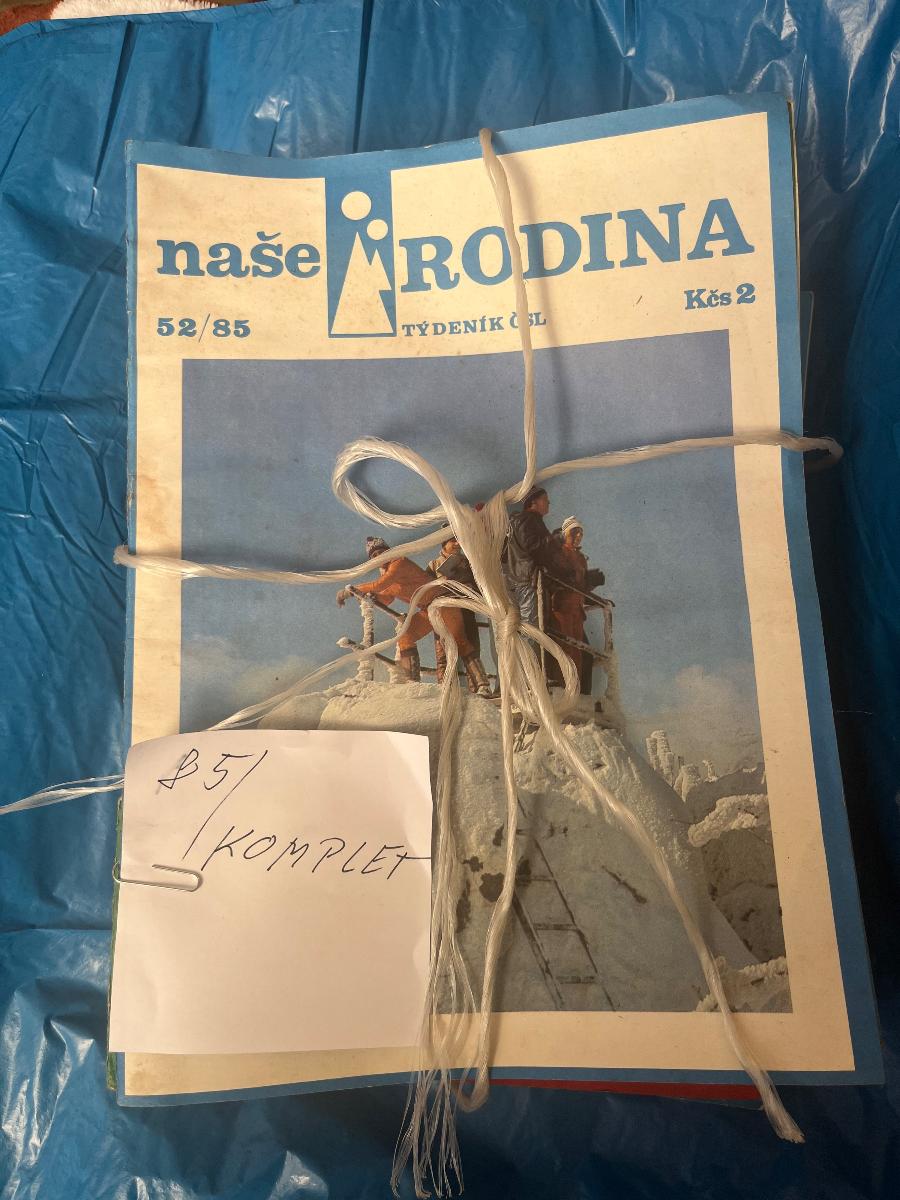 naše RODINA
52/85
TÝDENÍK ČSL
Kčs 2
85/
KOMPLET